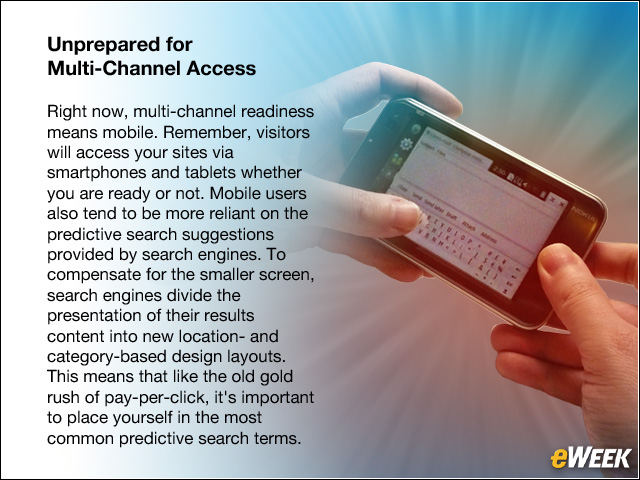 Unprepared for
Multi-Channel Access
Right now, multi-channel readiness
means mobile. Remember, visitors
will access your sites via
smartphones and tablets whether
you are ready or not. Mobile users
also tend to be more reliant on the
predictive search suggestions
provided by search engines. To
compensate for the smaller screen,
search engines divide the
presentation of their results
content into new location- and
category-based design layouts.
This means that like the old gold
rush of pay-per-click, it's important
to place yourself in the most
common predictive search terms.
eWEEK